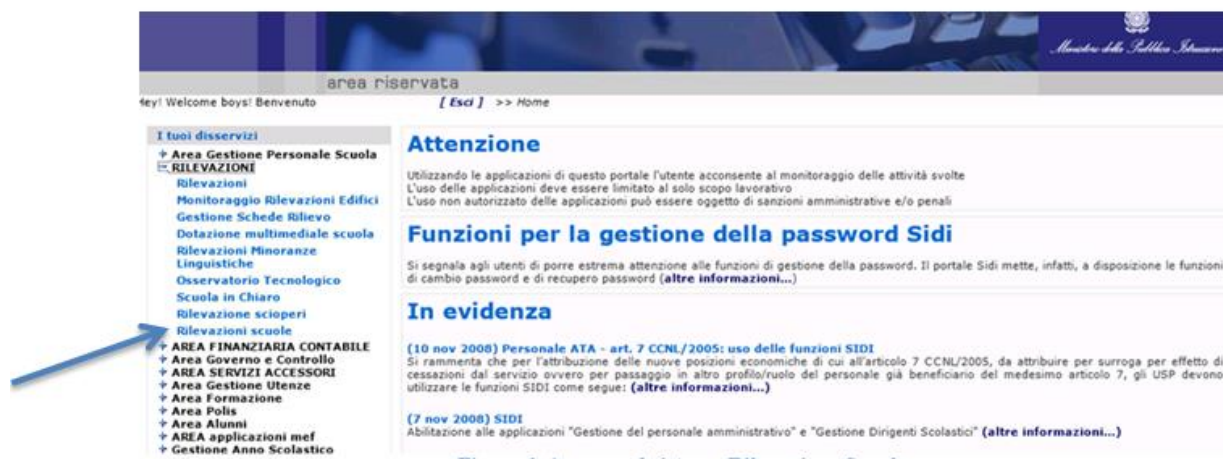 Ministero della Pubblica Istruzione
area riservata
Hey! Welcome boys! Benvenuto
[ Esci ] >> Home
I tuoi disservizi
Area Gestione Personale Scuola
RILEVAZIONI
Rilevazioni
Monitoraggio Rilevazioni Edifici
Gestione Schede Rilievo
Dotazione multimediale scuola
Rilevazioni Minoranze
Linguistiche
Osservatorio Tecnologico
Scuola in Chiaro
Rilevazione scioperi
Rilevazioni scuole
AREA FINANZIARIA CONTABILE
Area Governo e Controllo
AREA SERVIZI ACCESSORI
Area Gestione Utenze
Area Formazione
Area Polis
Area Alunni
AREA applicazioni mef
Gestione Anno Scolastico
Attenzione
Utilizzando le applicazioni di questo portale l'utente acconsente al monitoraggio delle attività svolte
L'uso delle applicazioni deve essere limitato al solo scopo lavorativo
L'uso non autorizzato delle applicazioni può essere oggetto di sanzioni amministrative e/o penali
Funzioni per la gestione della password Sidi
Si segnala agli utenti di porre estrema attenzione alle funzioni di gestione della password. Il portale Sidi mette, infatti, a disposizione le funzioni
di cambio password e di recupero password (altre informazioni...)
In evidenza
(10 nov 2008) Personale ATA - art. 7 CCNL/2005: uso delle funzioni SIDI
Si rammenta che per l'attribuzione delle nuove posizioni economiche di cui all'articolo 7 CCNL/2005, da attribuire per surroga per effetto di
cessazioni dal servizio ovvero per passaggio in altro profilo/ruolo del personale già beneficiario del medesimo articolo 7, gli USP devono
utilizzare le funzioni SIDI come segue: (altre informazioni...)
(7 nov 2008) SIDI
Abilitazione alle applicazioni "Gestione del personale amministrativo" e "Gestione Dirigenti Scolastici" (altre informazioni...)